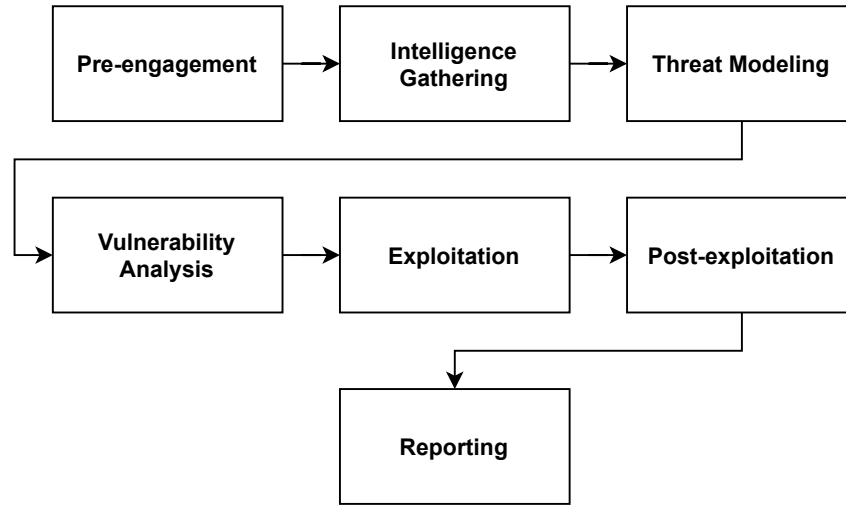 Pre-engagement
Intelligence
Gathering
Threat Modeling
Vulnerability
Analysis
Exploitation
Post-exploitation
Reporting